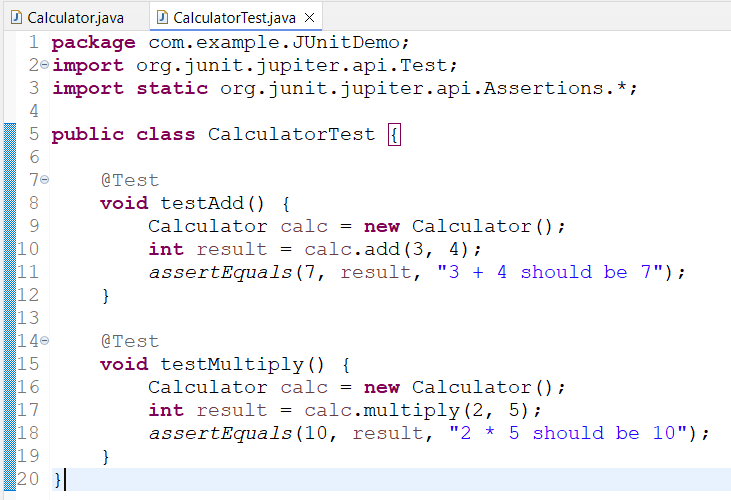 Calculator.java CalculatorTest.java
1 package com.example.JUnitDemo;
2 import org.junit.jupiter.api.Test;
3 import static org.junit.jupiter.api.Assertions.*;
4
5 public class CalculatorTest {
6
7 @Test
8 void testAdd() {
9 Calculator calc = new Calculator();
10 int result = calc.add(3, 4);
11 assertEquals(7, result, "3 + 4 should be 7");
12 }
13
14 @Test
15 void testMultiply() {
16 Calculator calc = new Calculator();
17 int result = calc.multiply(2, 5);
18 assertEquals(10, result, "2 * 5 should be 10");
19 }
20 }